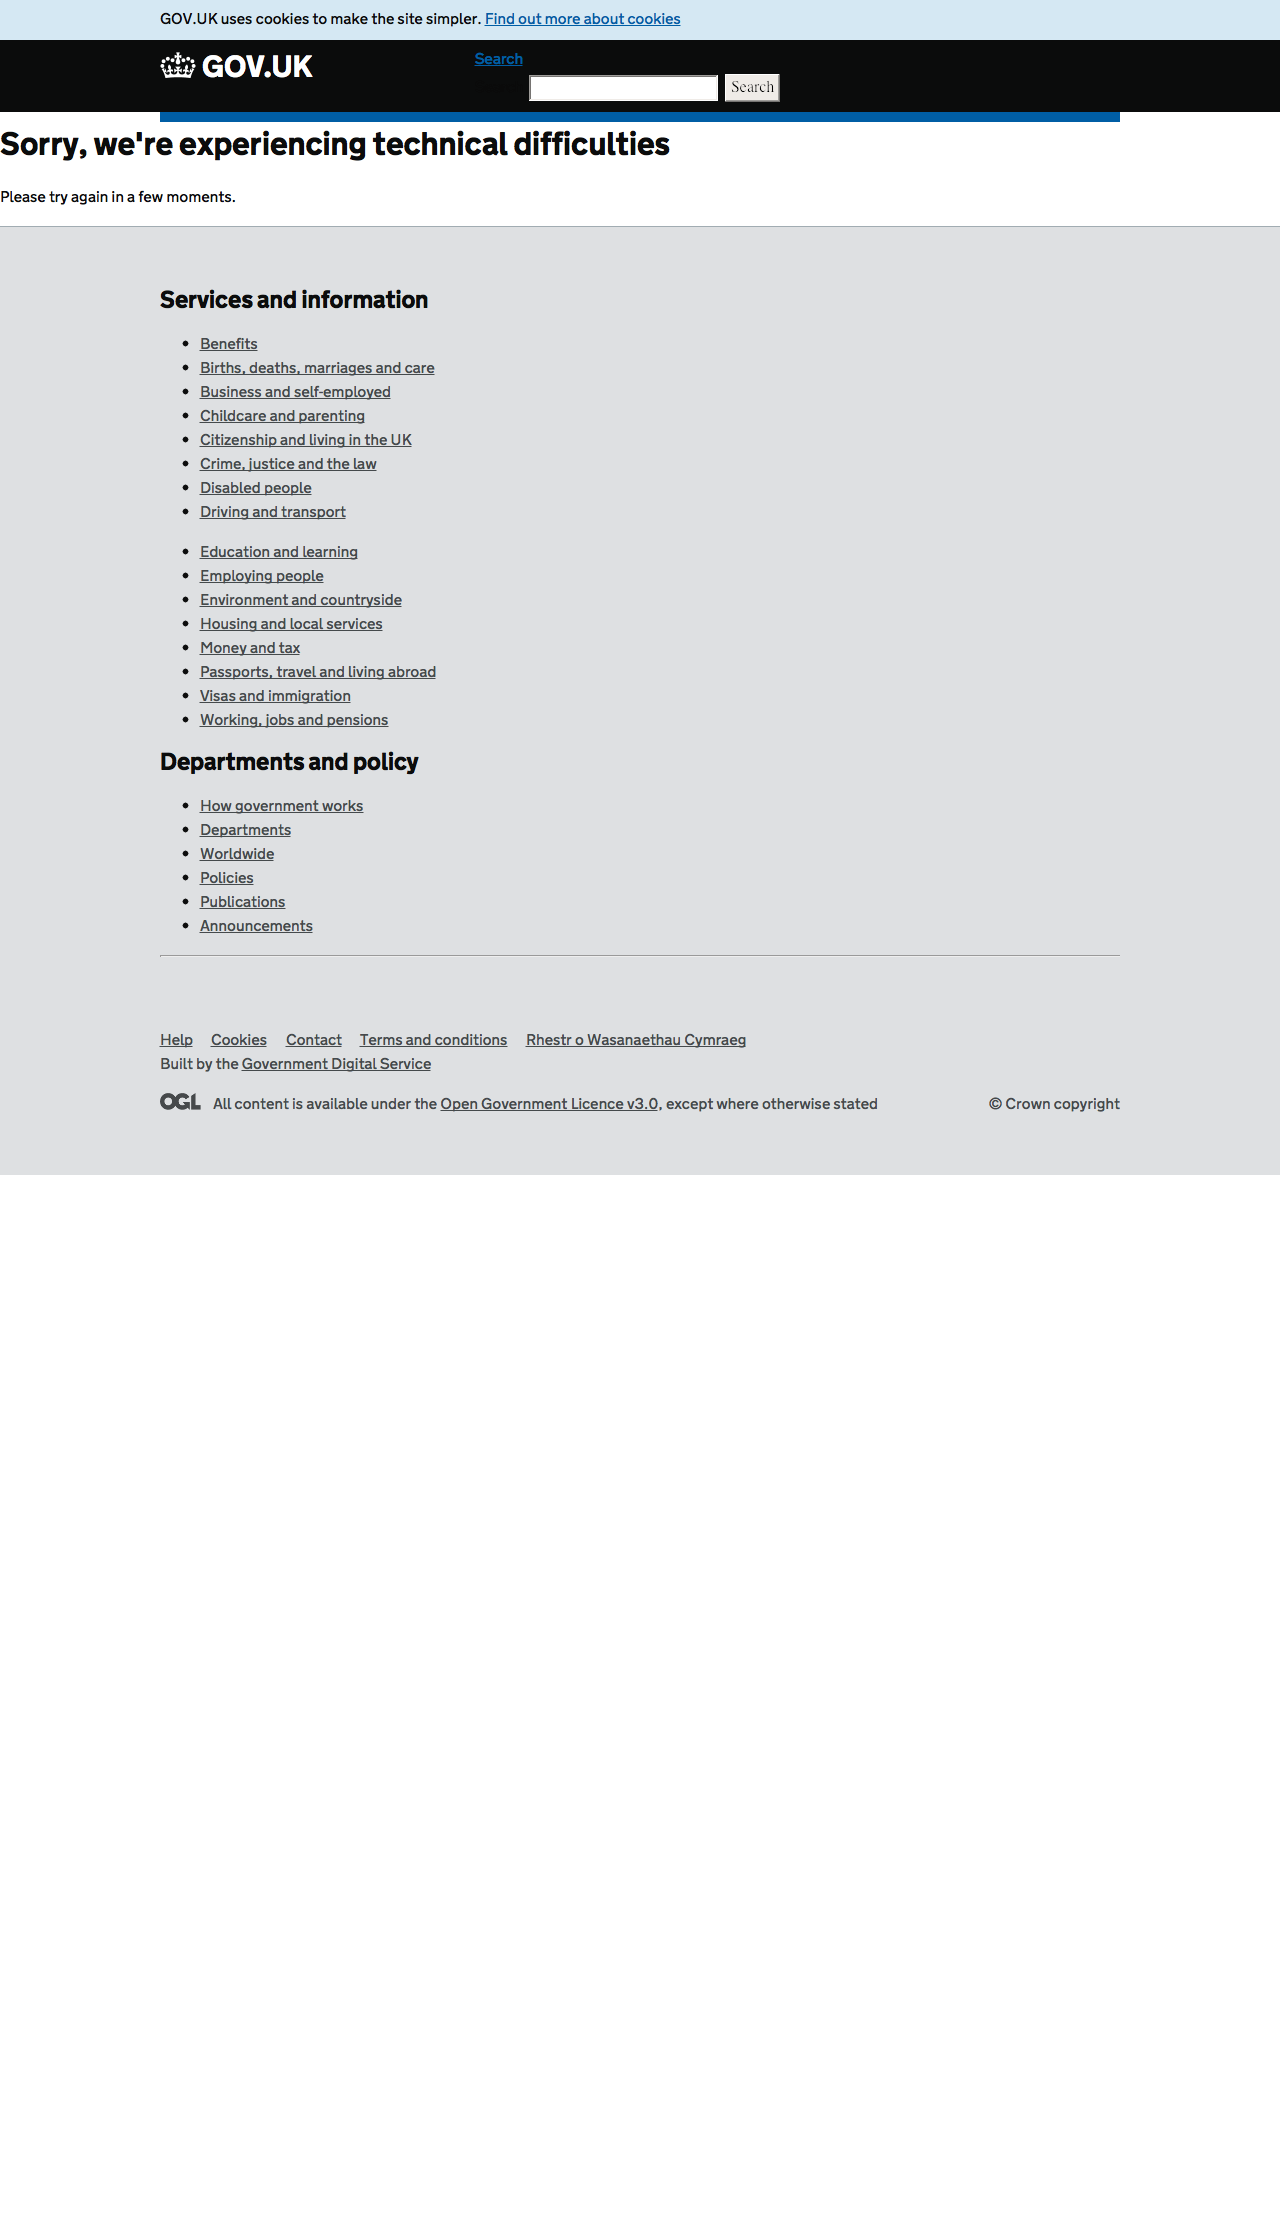 GOV.UK uses cookies to make the site simpler. Find out more about cookies
GOV.UK
Search
Search
Sorry, we're experiencing technical difficulties
Please try again in a few moments.
Services and information
Benefits
Births, deaths, marriages and care
Business and self-employed
Childcare and parenting
Citizenship and living in the UK
Crime, justice and the law
Disabled people
Driving and transport
Education and learning
Employing people
Environment and countryside
Housing and local services
Money and tax
Passports, travel and living abroad
Visas and immigration
Working, jobs and pensions
Departments and policy
How government works
Departments
Worldwide
Policies
Publications
Announcements
Help Cookies Contact Terms and conditions Rhestr o Wasanaethau Cymraeg
Built by the Government Digital Service
OGL All content is available under the Open Government Licence v3.0, except where otherwise stated © Crown copyright